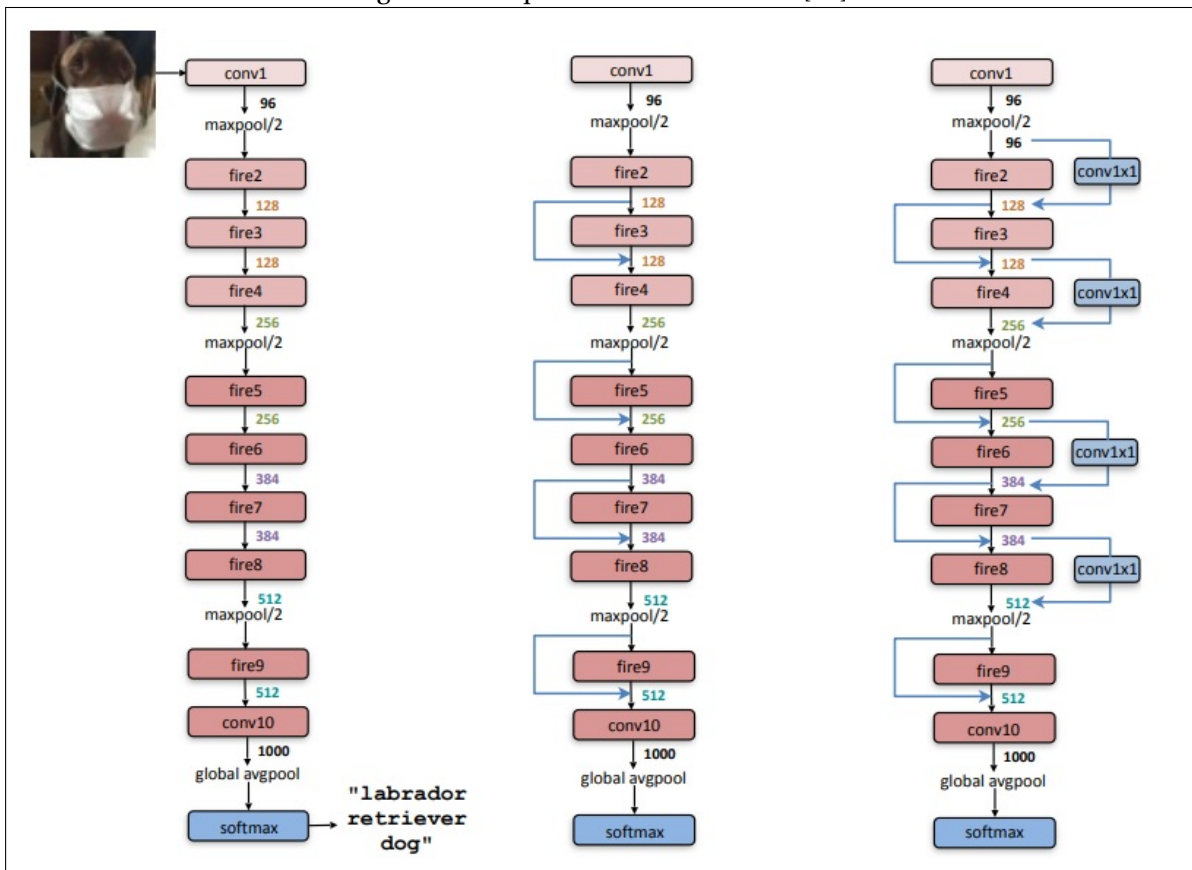 conv1
96
maxpool/2
fire2
128
fire3
128
fire4
256
maxpool/2
fire5
256
fire6
384
fire7
384
fire8
512
maxpool/2
fire9
512
conv10
1000
global avgpool
softmax
"labrador
retriever
dog"
conv1
96
maxpool/2
fire2
128
fire3
128
fire4
256
maxpool/2
fire5
256
fire6
384
fire7
384
fire8
512
maxpool/2
fire9
512
conv10
1000
global avgpool
softmax
conv1
96
maxpool/2
96
conv1x1
fire2
128
fire3
128
fire4
conv1x1
256
maxpool/2
fire5
256
fire6
conv1x1
384
fire7
384
fire8
conv1x1
512
maxpool/2
fire9
512
conv10
1000
global avgpool
softmax